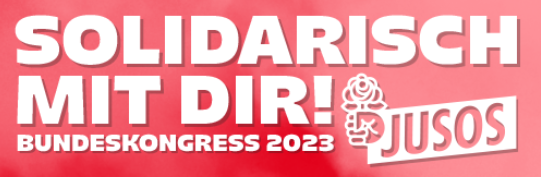 SOLIDARISCH
MIT DIR!
BUNDESKONGRESS 2023
JUSOS